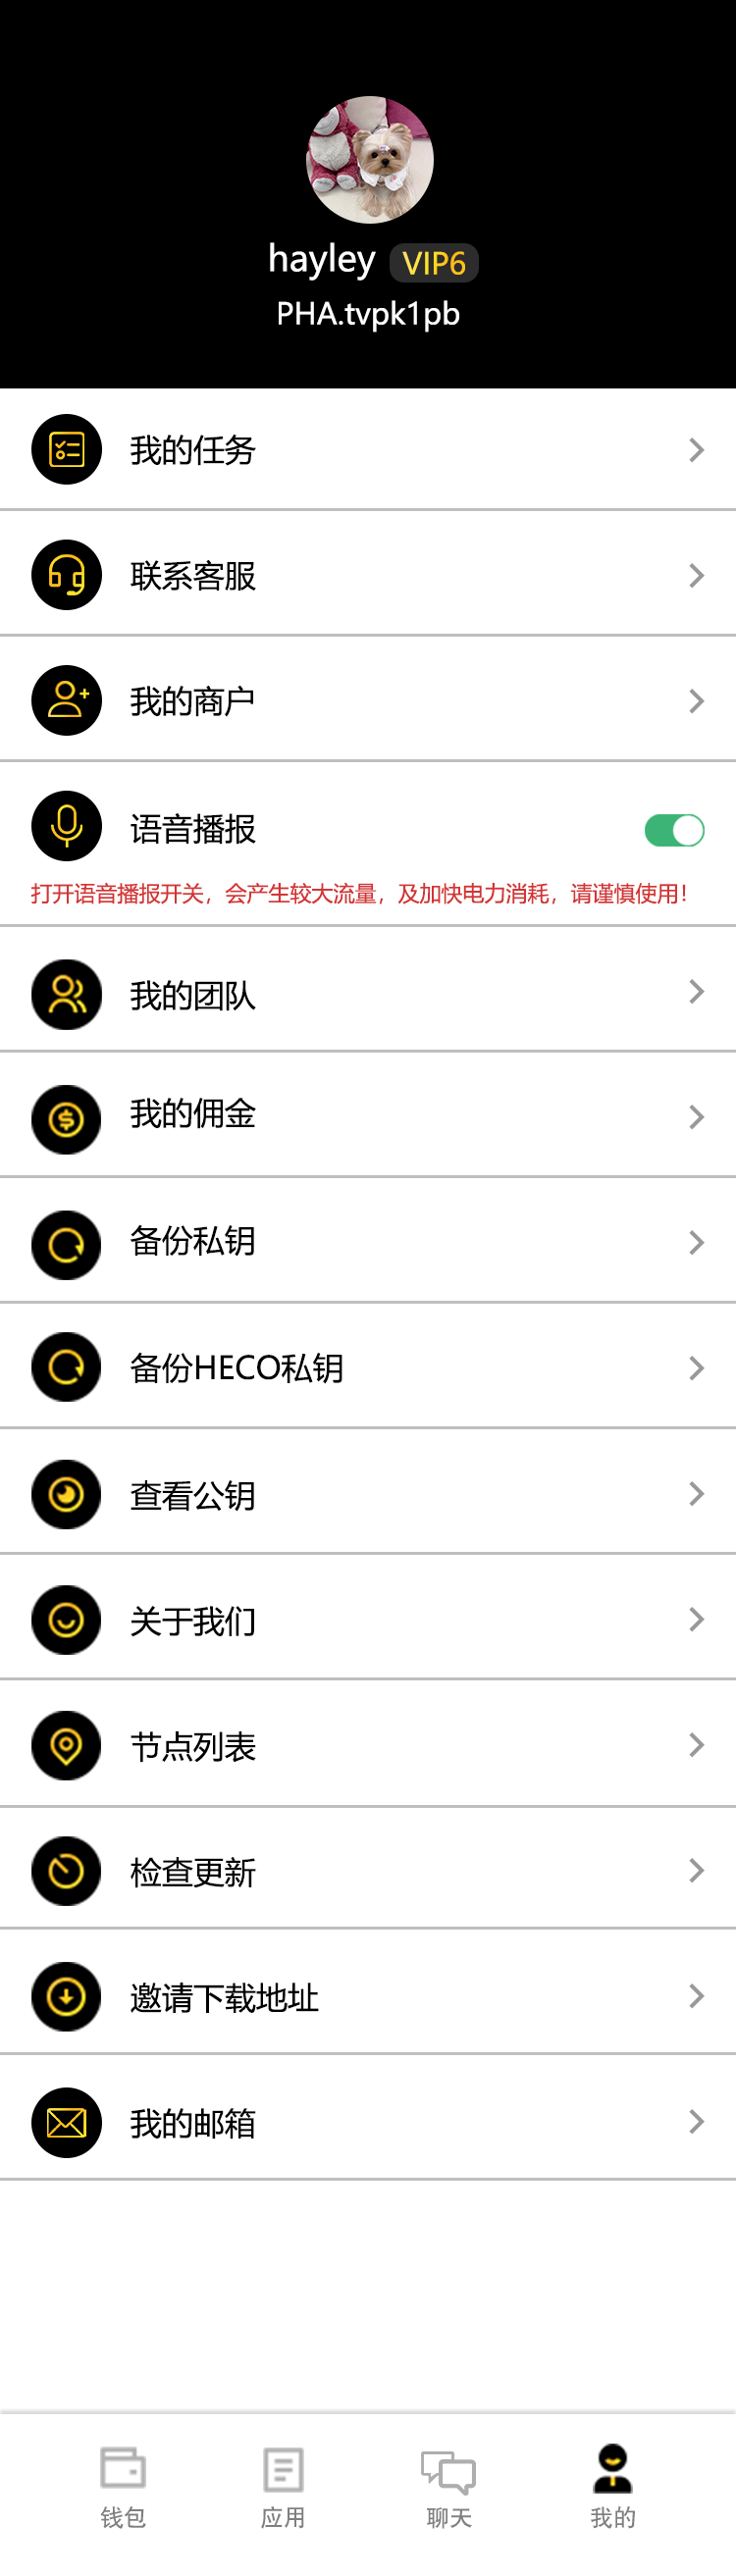 hayley VIP6
PHA.tvpk1pb
我的任务
联系客服
我的商户
语音播报
打开语音播报开关，会产生较大流量，及加快电力消耗，请谨慎使用！
我的团队
我的佣金
备份私钥
备份HECO私钥
查看公钥
关于我们
节点列表
检查更新
邀请下载地址
我的邮箱
钱包 应用 聊天 我的